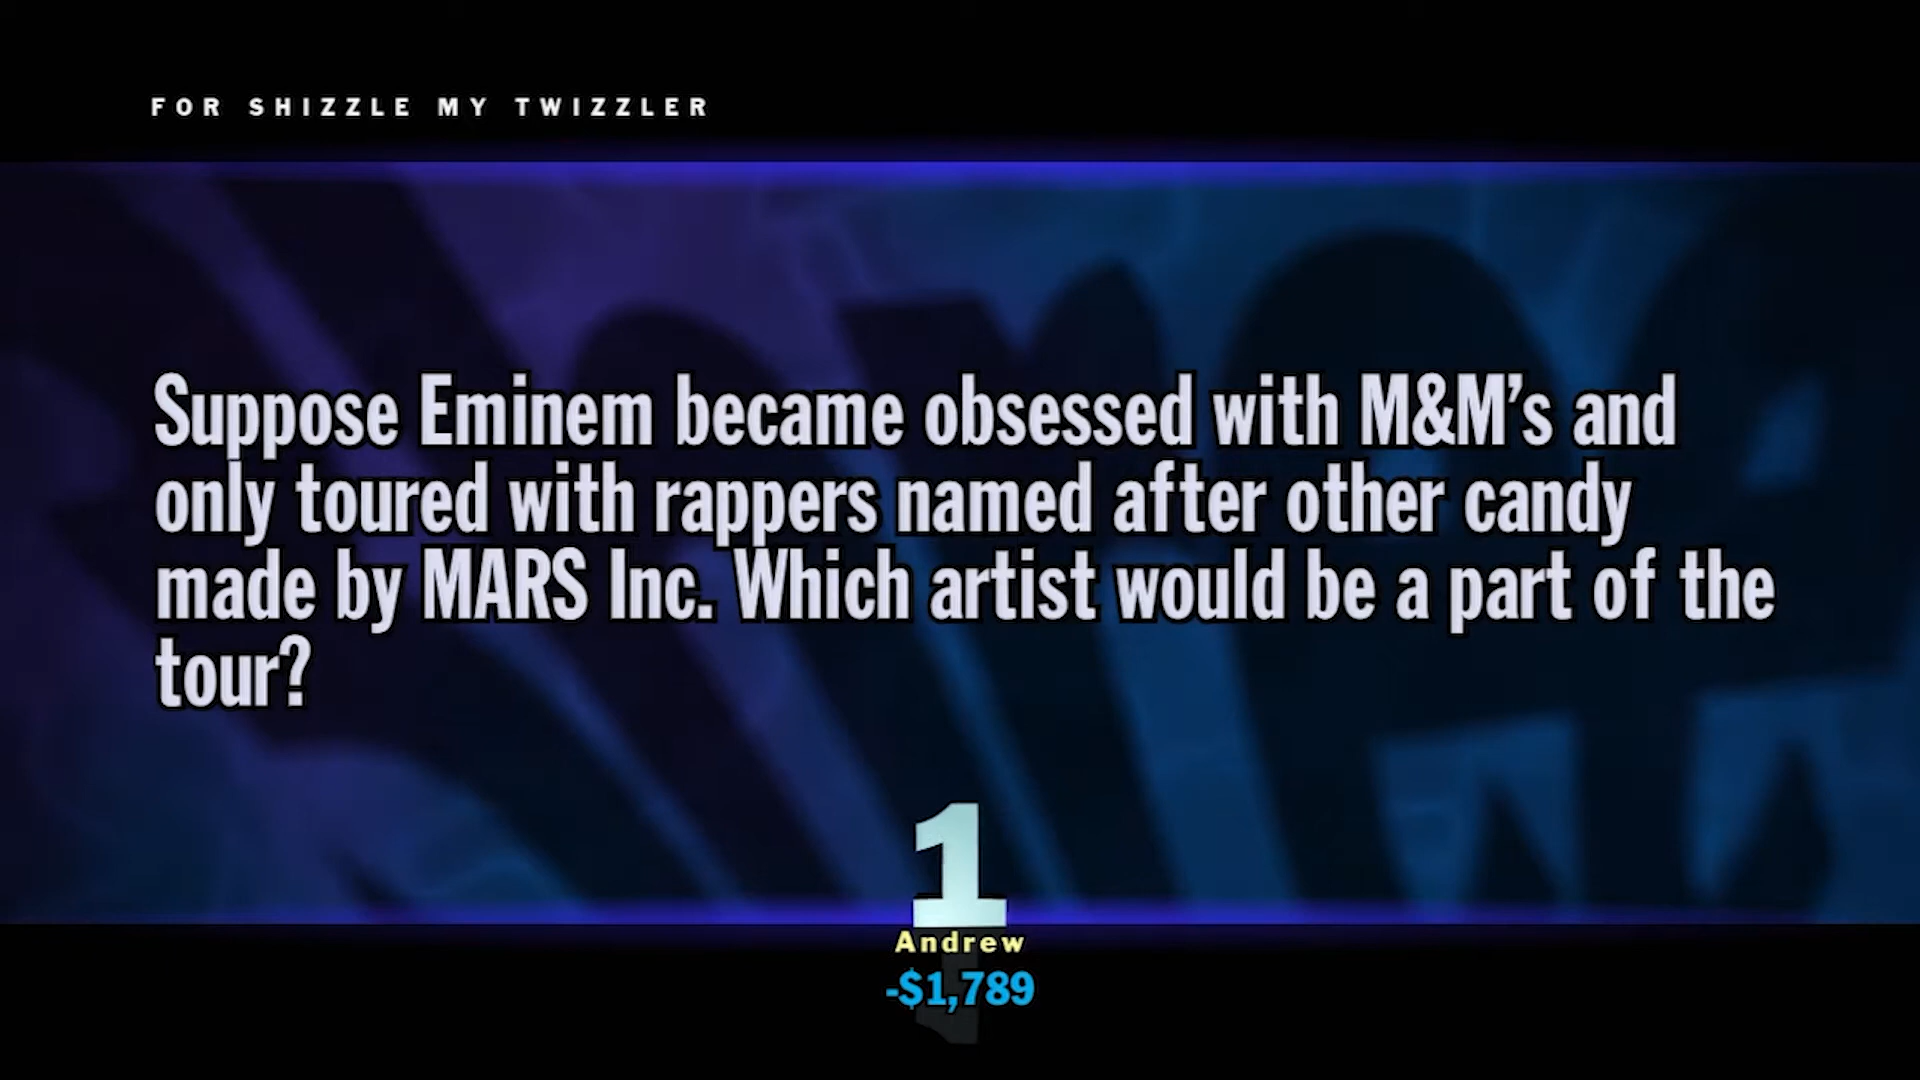 FOR SHIZZLE MY TWIZZLER
Suppose Eminem became obsessed with M&M’s and
only toured with rappers named after other candy
made by MARS Inc. Which artist would be a part of the
tour?
1
Andrew
-$1,789